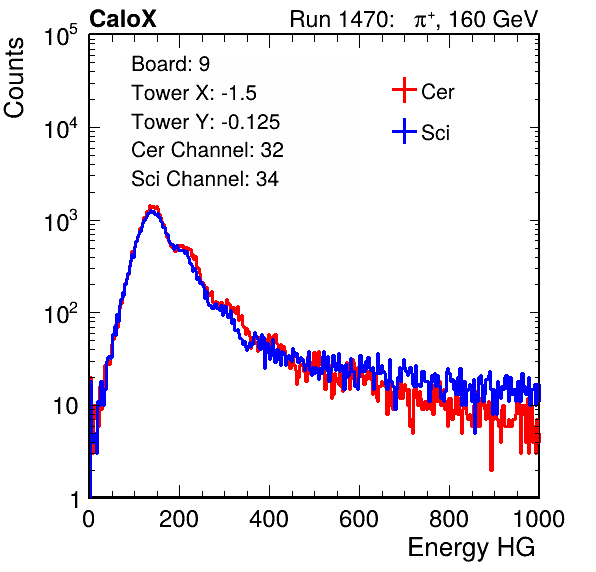 CaloX Run 1470: π⁺, 160 GeV
Counts
10⁵
10⁴
10³
10²
10
1
Board: 9
Tower X: -1.5
Tower Y: -0.125
Cer Channel: 32
Sci Channel: 34
Cer
Sci
0 200 400 600 800 1000
Energy HG